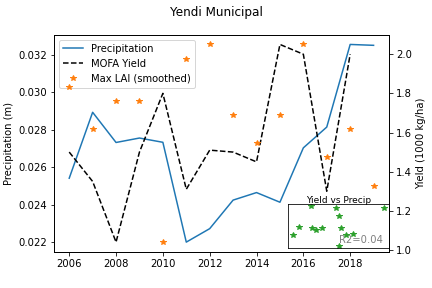 Yendi Municipal
Precipitation
MOFA Yield
Max LAI (smoothed)
Precipitation (m)
0.032
0.030
0.028
0.026
0.024
0.022
2006
2008
2010
2012
2014
2016
2018
Yield (1000 kg/ha)
2.0
1.8
1.6
1.4
1.2
1.0
Yield vs Precip
R2=0.04